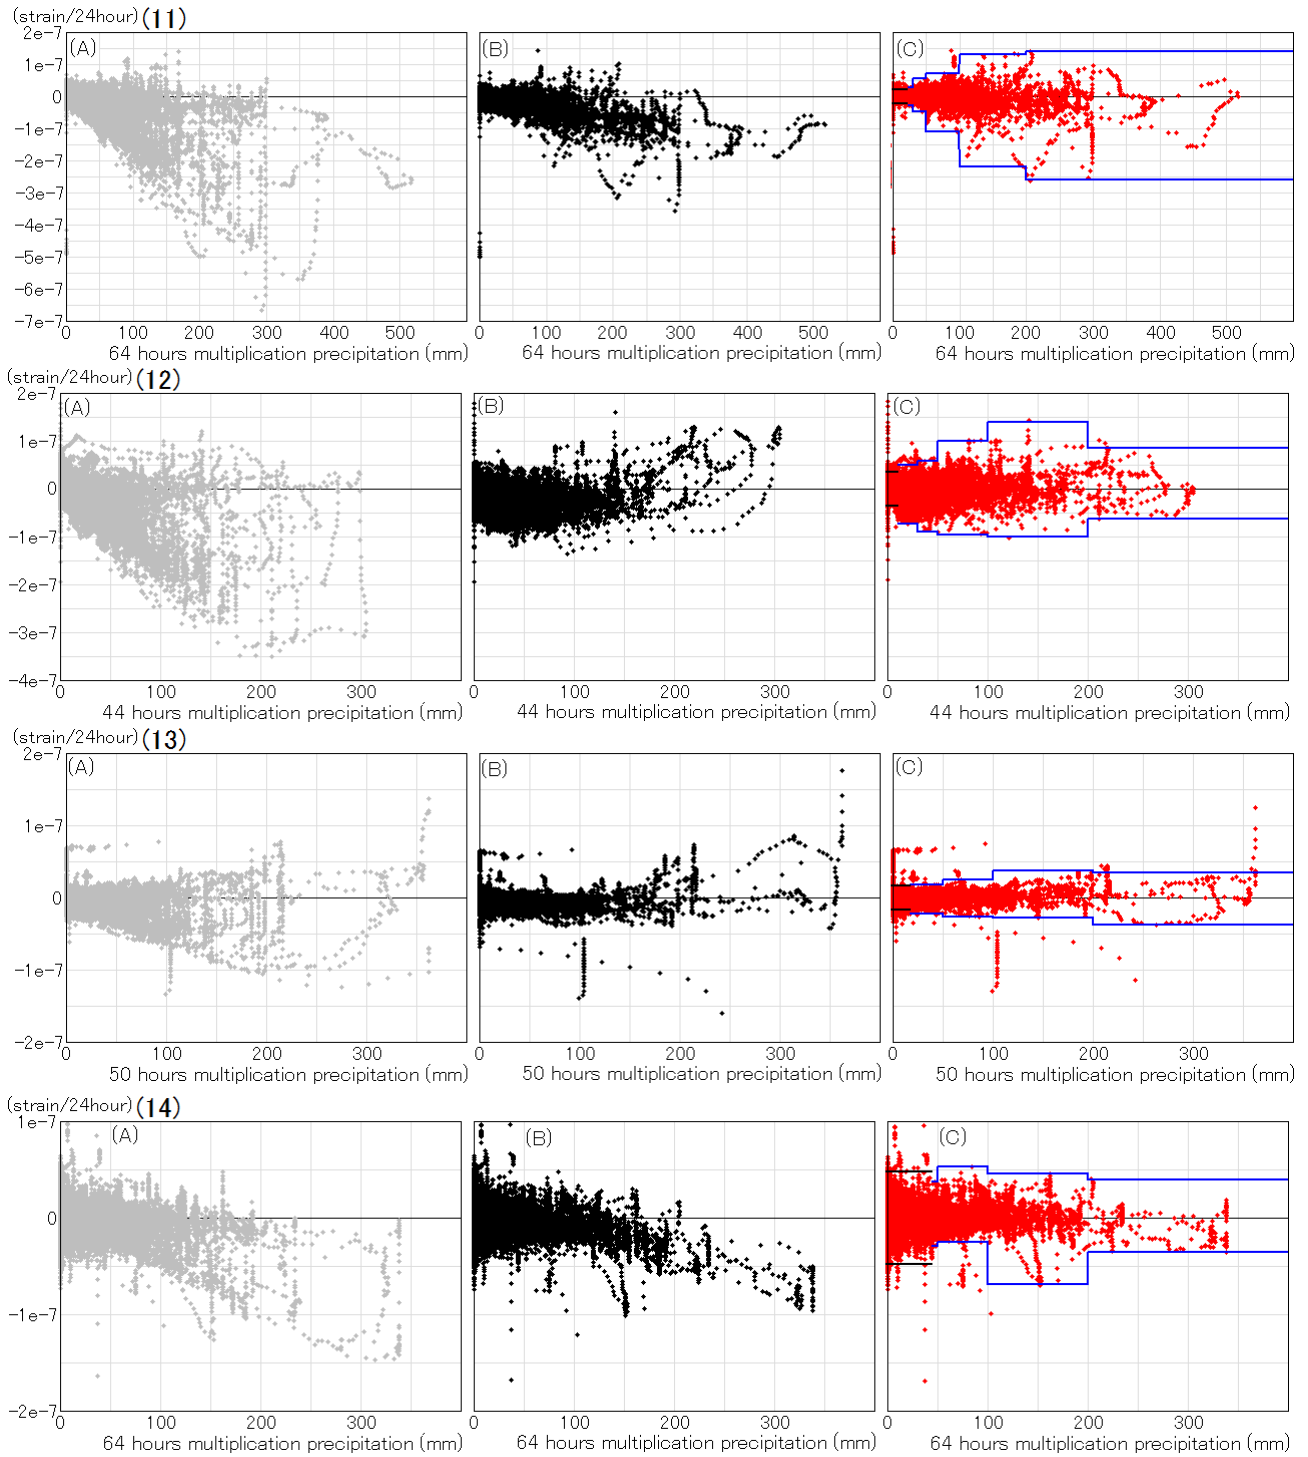 (strain/24hour) (11)
2e-7 (A) (B) (C)
1e-7
0
-1e-7
-2e-7
-3e-7
-4e-7
-5e-7
-6e-7
-7e-7
0 100 200 300 400 500 0 100 200 300 400 500 0 100 200 300 400 500
64 hours multiplication precipitation (mm) 64 hours multiplication precipitation (mm) 64 hours multiplication precipitation (mm)
(strain/24hour) (12)
2e-7 (A) (B) (C)
1e-7
0
-1e-7
-2e-7
-3e-7
-4e-7
0 100 200 300 0 100 200 300 0 100 200 300
44 hours multiplication precipitation (mm) 44 hours multiplication precipitation (mm) 44 hours multiplication precipitation (mm)
(strain/24hour) (13)
2e-7 (A) (B) (C)
1e-7
0
-1e-7
-2e-7
0 100 200 300 0 100 200 300 0 100 200 300
50 hours multiplication precipitation (mm) 50 hours multiplication precipitation (mm) 50 hours multiplication precipitation (mm)
(strain/24hour) (14)
1e-7 (A) (B) (C)
0
-1e-7
-2e-7
0 100 200 300 0 100 200 300 0 100 200 300
64 hours multiplication precipitation (mm) 64 hours multiplication precipitation (mm) 64 hours multiplication precipitation (mm)